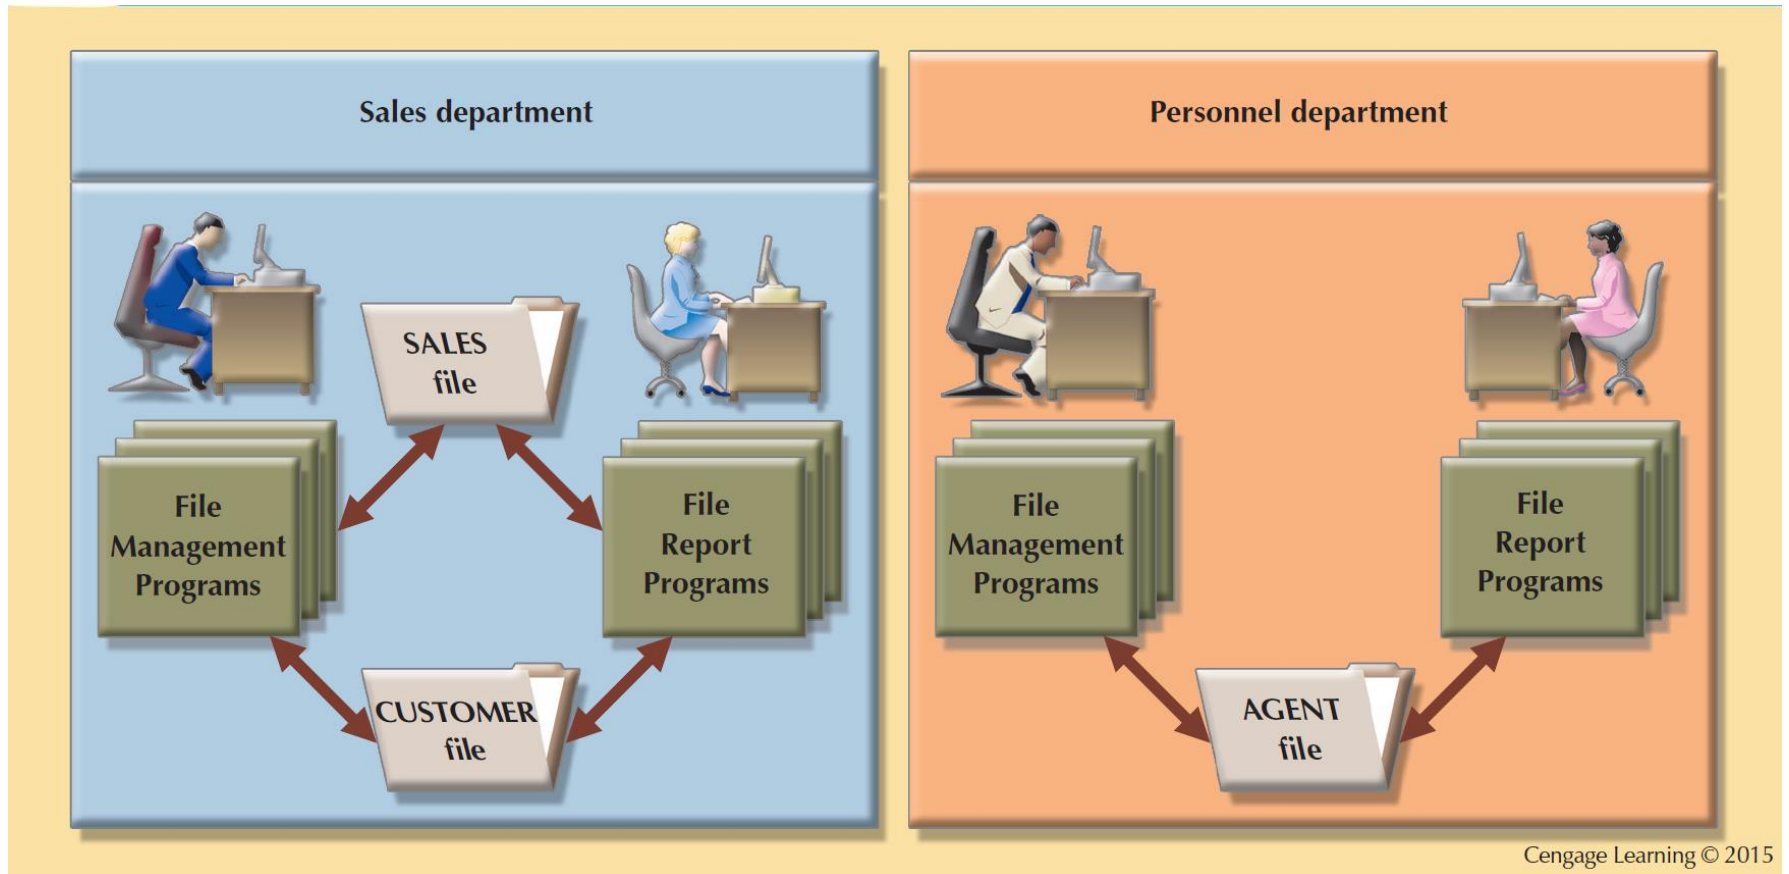 Sales department
Personnel department
SALES
file
File
Management
Programs
File
Report
Programs
CUSTOMER
file
File
Management
Programs
File
Report
Programs
AGENT
file
Cengage Learning © 2015